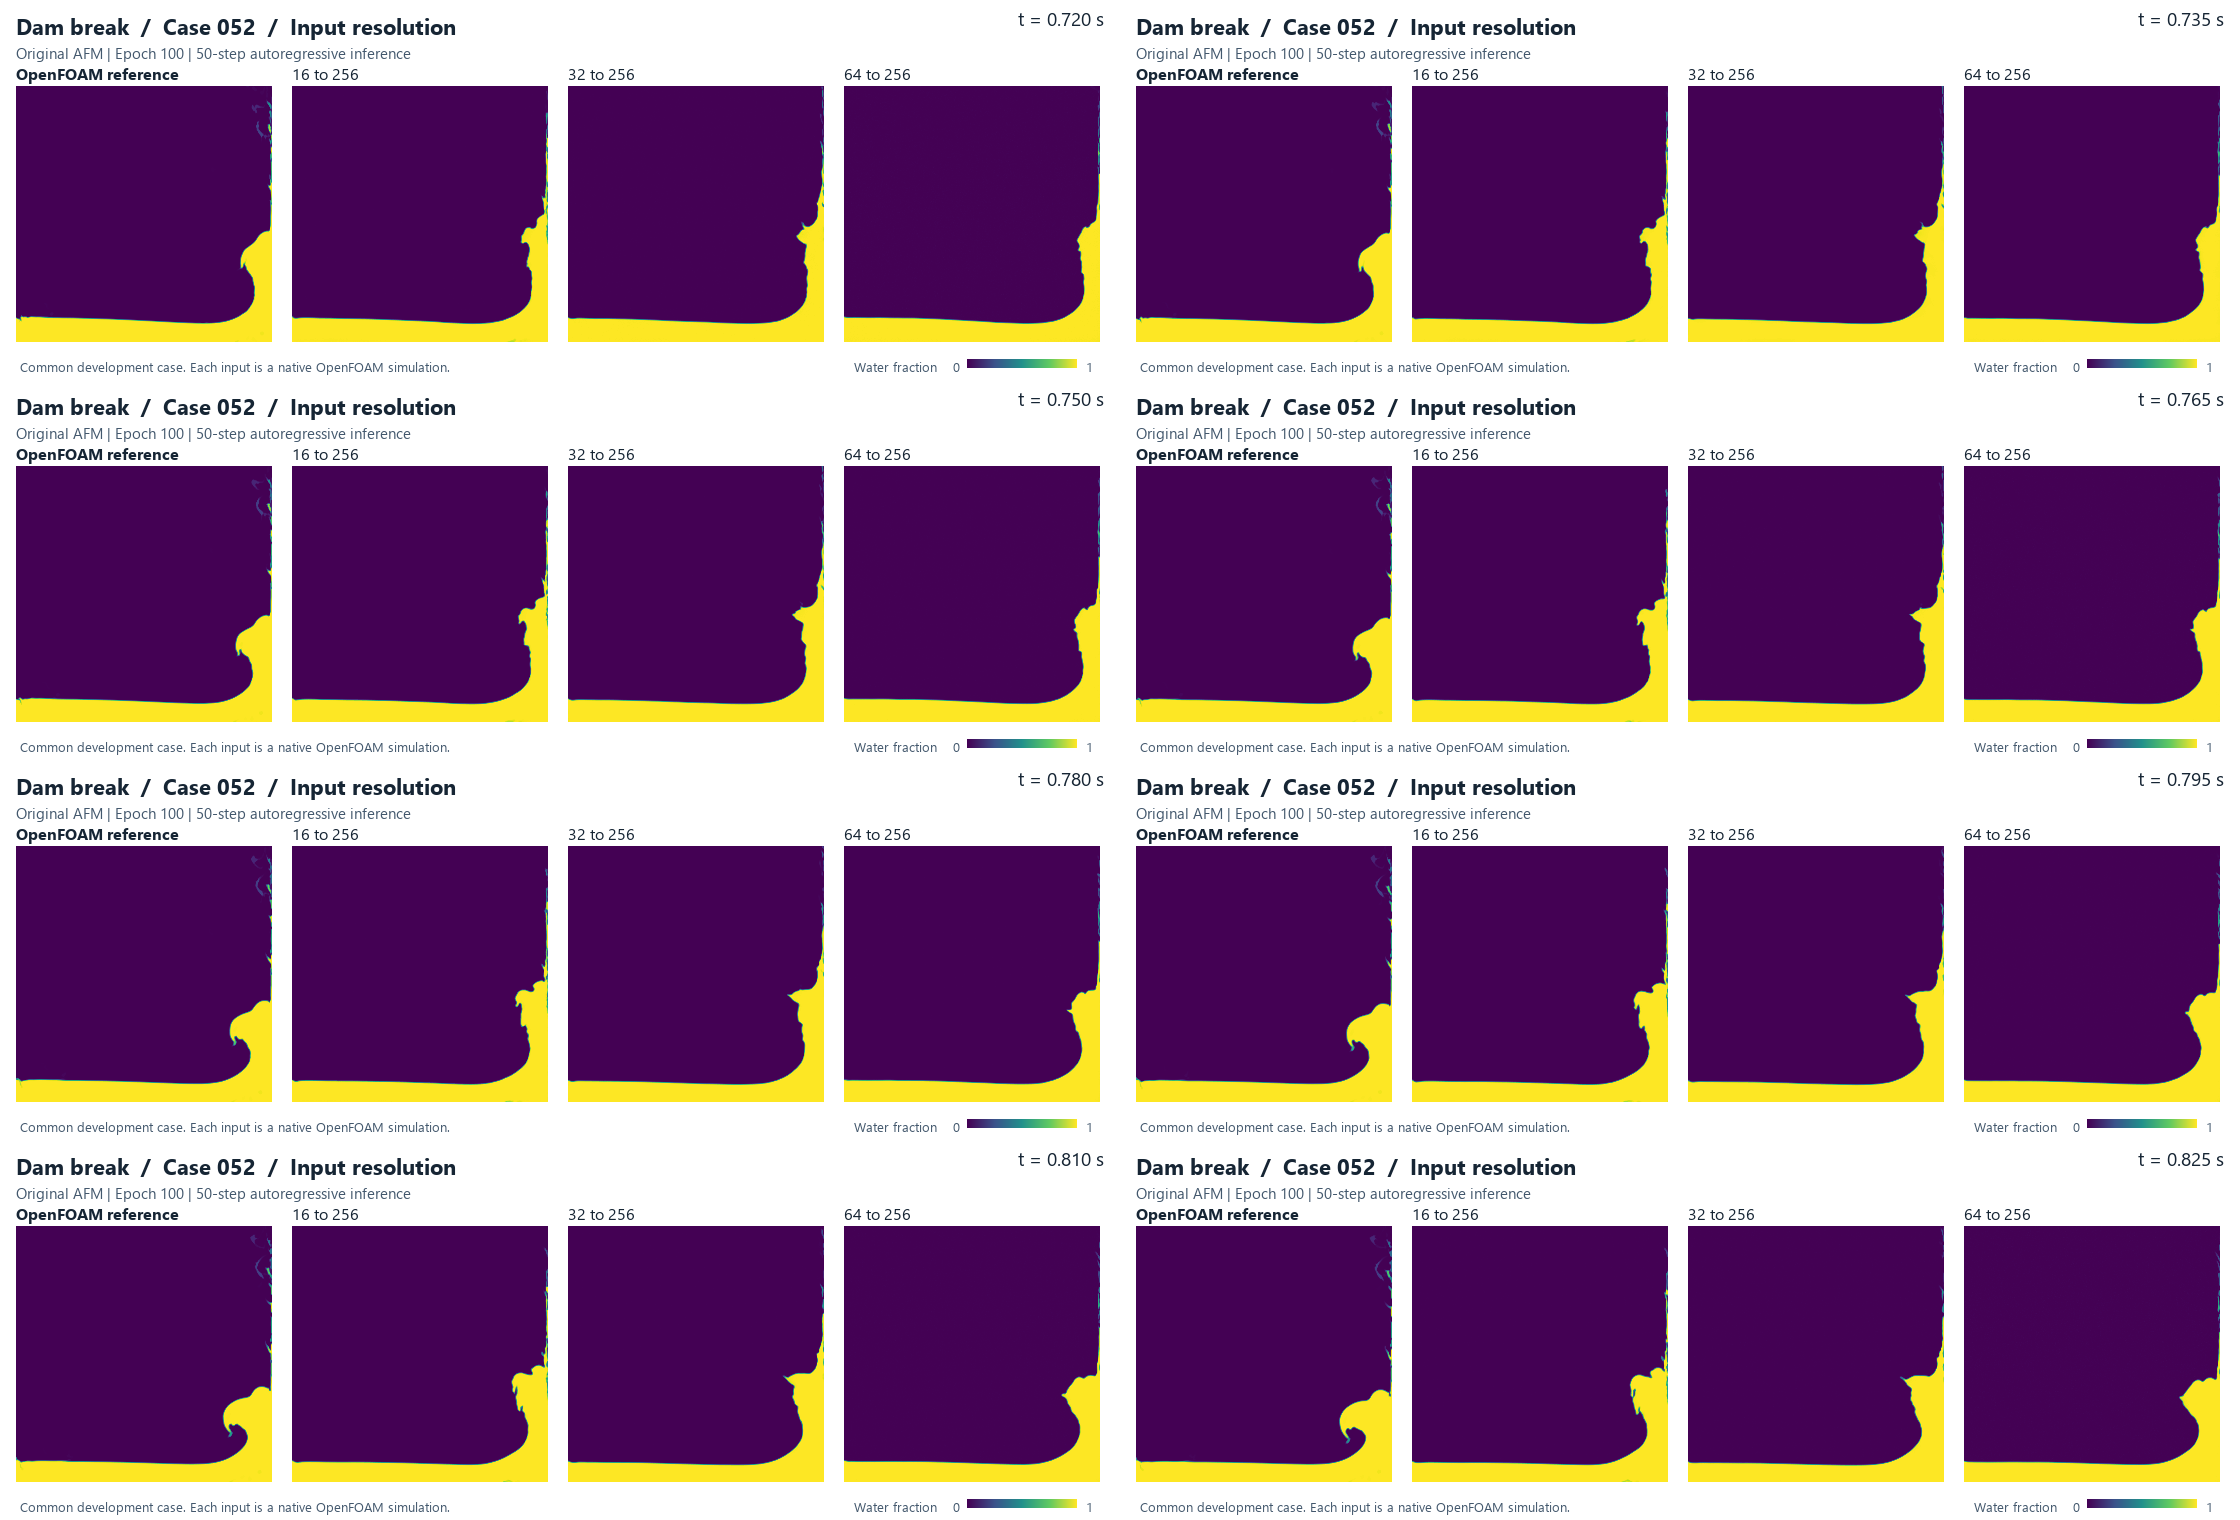 Dam break / Case 052 / Input resolution
t = 0.720 s
Original AFM | Epoch 100 | 50-step autoregressive inference
OpenFOAM reference
16 to 256
32 to 256
64 to 256
Common development case. Each input is a native OpenFOAM simulation.
Water fraction 0 1
Dam break / Case 052 / Input resolution
t = 0.735 s
Original AFM | Epoch 100 | 50-step autoregressive inference
OpenFOAM reference
16 to 256
32 to 256
64 to 256
Common development case. Each input is a native OpenFOAM simulation.
Water fraction 0 1
Dam break / Case 052 / Input resolution
t = 0.750 s
Original AFM | Epoch 100 | 50-step autoregressive inference
OpenFOAM reference
16 to 256
32 to 256
64 to 256
Common development case. Each input is a native OpenFOAM simulation.
Water fraction 0 1
Dam break / Case 052 / Input resolution
t = 0.765 s
Original AFM | Epoch 100 | 50-step autoregressive inference
OpenFOAM reference
16 to 256
32 to 256
64 to 256
Common development case. Each input is a native OpenFOAM simulation.
Water fraction 0 1
Dam break / Case 052 / Input resolution
t = 0.780 s
Original AFM | Epoch 100 | 50-step autoregressive inference
OpenFOAM reference
16 to 256
32 to 256
64 to 256
Common development case. Each input is a native OpenFOAM simulation.
Water fraction 0 1
Dam break / Case 052 / Input resolution
t = 0.795 s
Original AFM | Epoch 100 | 50-step autoregressive inference
OpenFOAM reference
16 to 256
32 to 256
64 to 256
Common development case. Each input is a native OpenFOAM simulation.
Water fraction 0 1
Dam break / Case 052 / Input resolution
t = 0.810 s
Original AFM | Epoch 100 | 50-step autoregressive inference
OpenFOAM reference
16 to 256
32 to 256
64 to 256
Common development case. Each input is a native OpenFOAM simulation.
Water fraction 0 1
Dam break / Case 052 / Input resolution
t = 0.825 s
Original AFM | Epoch 100 | 50-step autoregressive inference
OpenFOAM reference
16 to 256
32 to 256
64 to 256
Common development case. Each input is a native OpenFOAM simulation.
Water fraction 0 1